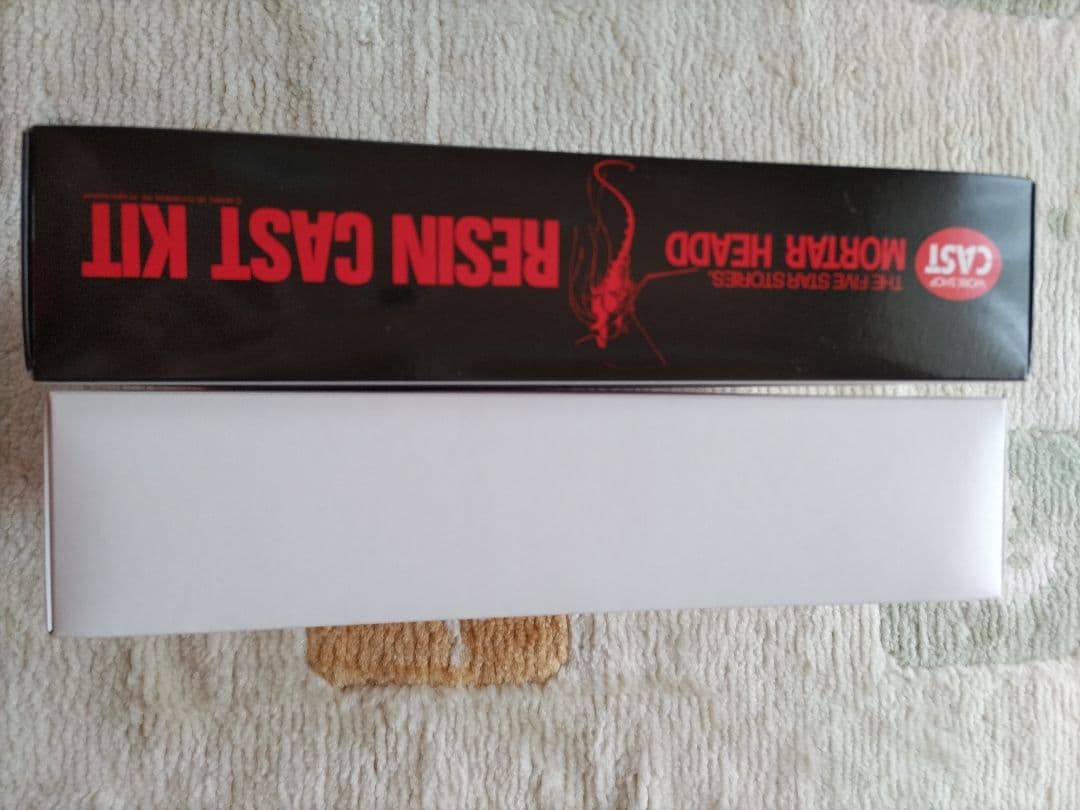 WORK SHOP
CAST
THE FIVE STAR STORIES.
MORTAR HEADD
RESIN CAST KIT